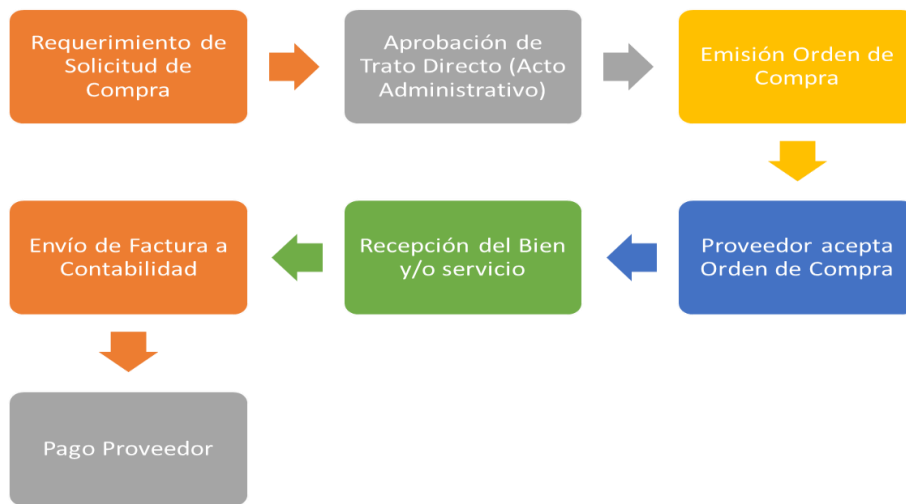 Requerimiento de
Solicitud de
Compra
Aprobación de
Trato Directo (Acto
Administrativo)
Emisión Orden de
Compra
Proveedor acepta
Orden de Compra
Recepción del Bien
y/o servicio
Envío de Factura a
Contabilidad
Pago Proveedor